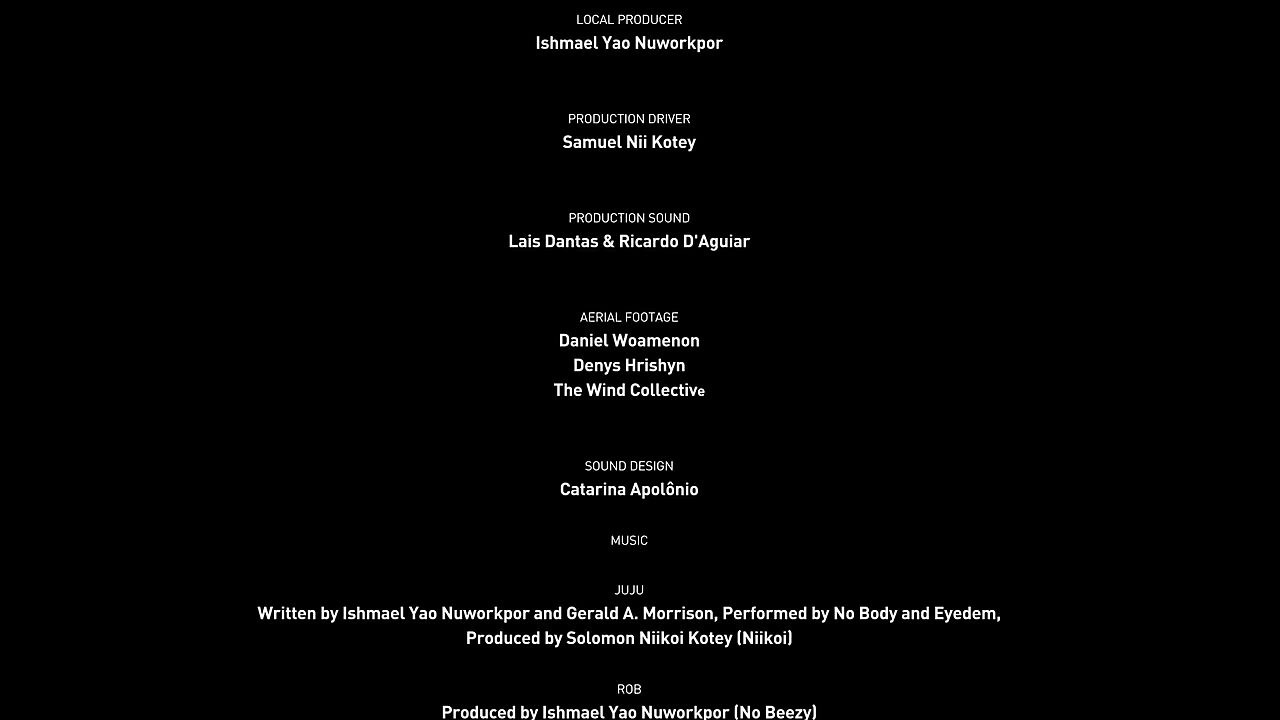 LOCAL PRODUCER
Ishmael Yao Nuworkpor
PRODUCTION DRIVER
Samuel Nii Kotey
PRODUCTION SOUND
Lais Dantas & Ricardo D'Aguiar
AERIAL FOOTAGE
Daniel Woamenon
Denys Hrishyn
The Wind Collective
SOUND DESIGN
Catarina Apolônio
MUSIC
JUJU
Written by Ishmael Yao Nuworkpor and Gerald A. Morrison, Performed by No Body and Eyedem,
Produced by Solomon Niikoi Kotey (Niikoi)
ROB
Produced by Ishmael Yao Nuworkpor (No Beezy)